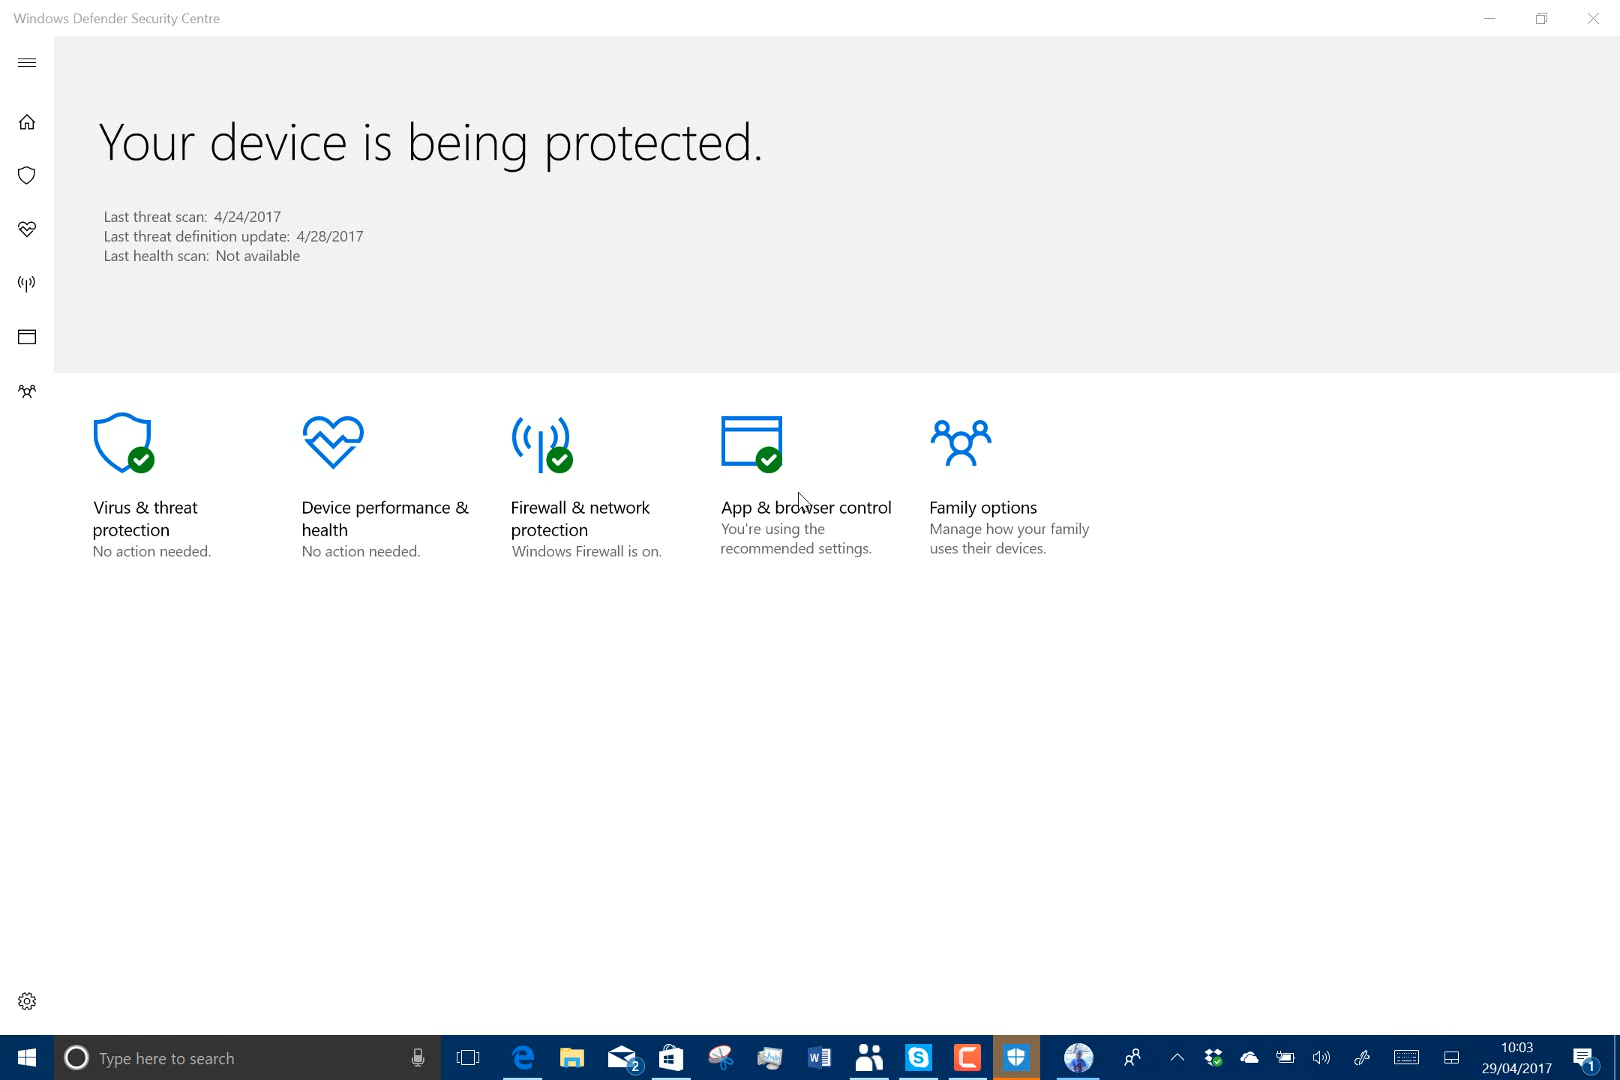 Windows Defender Security Centre
Your device is being protected.
Last threat scan: 4/24/2017
Last threat definition update: 4/28/2017
Last health scan: Not available
Virus & threat
protection
No action needed.
Device performance &
health
No action needed.
Firewall & network
protection
Windows Firewall is on.
App & browser control
You're using the
recommended settings.
Family options
Manage how your family
uses their devices.
Type here to search
2
W
S
10:03
29/04/2017
1